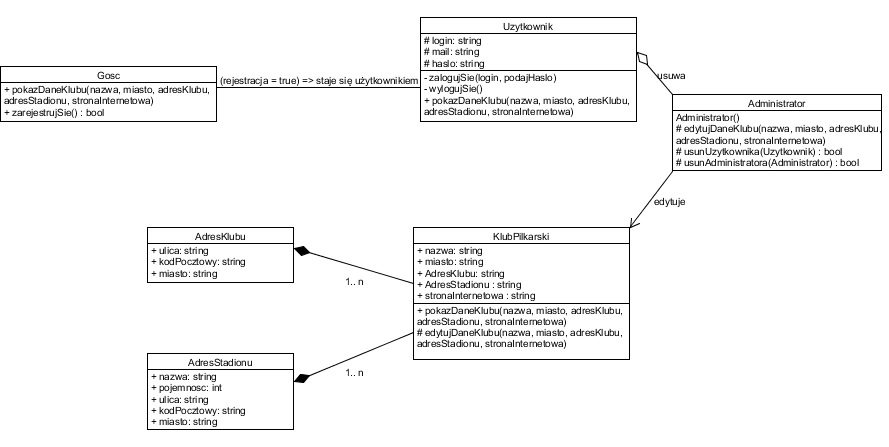 Uzytkownik
# login: string
# mail: string
# haslo: string
- zalogujSie(login, podajHaslo)
- wylogujSie()
+ pokazDaneKlubu(nazwa, miasto, adresKlubu,
adresStadionu, stronaInternetowa)
Gosc
+ pokazDaneKlubu(nazwa, miasto, adresKlubu,
adresStadionu, stronaInternetowa)
+ zarejestrujSie() : bool
(rejestracja = true) => staje się użytkownikiem
usuwa
Administrator
Administrator()
# edytujDaneKlubu(nazwa, miasto, adresKlubu,
adresStadionu, stronaInternetowa)
# usunUzytkownika(Uzytkownik) : bool
# usunAdministratora(Administrator) : bool
edytuje
AdresKlubu
+ ulica: string
+ kodPocztowy: string
+ miasto: string
1.. n
KlubPilkarski
+ nazwa: string
+ miasto: string
+ AdresKlubu: string
+ AdresStadionu : string
+ stronaInternetowa : string
+ pokazDaneKlubu(nazwa, miasto, adresKlubu,
adresStadionu, stronaInternetowa)
# edytujDaneKlubu(nazwa, miasto, adresKlubu,
adresStadionu, stronaInternetowa)
AdresStadionu
+ nazwa: string
+ pojemnosc: int
+ ulica: string
+ kodPocztowy: string
+ miasto: string
1.. n